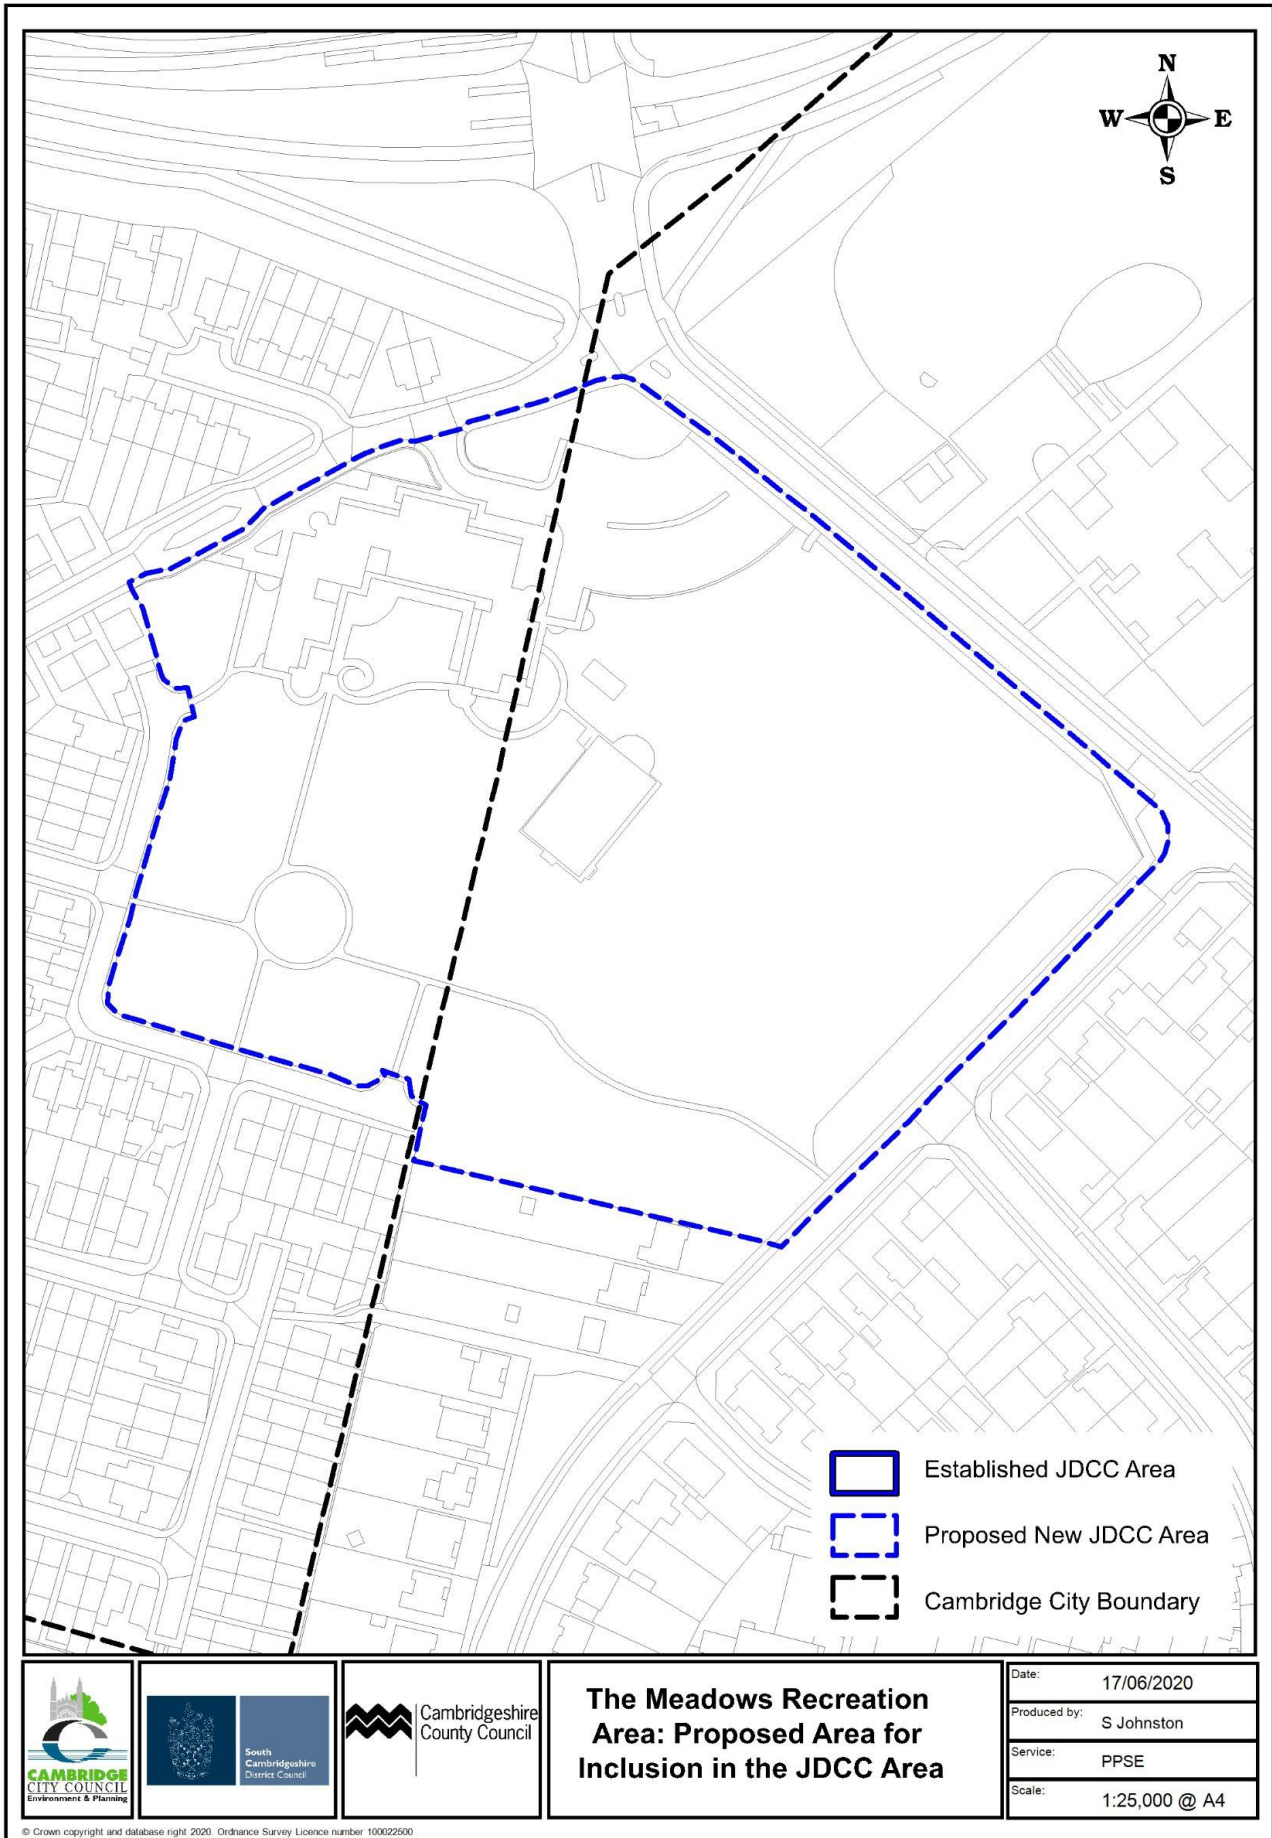 N
W E
S
Established JDCC Area
Proposed New JDCC Area
Cambridge City Boundary
CAMBRIDGE
CITY COUNCIL
Environment & Planning
South
Cambridgeshire
District Council
Cambridgeshire
County Council
The Meadows Recreation
Area: Proposed Area for
Inclusion in the JDCC Area
Date: 17/06/2020
Produced by: S Johnston
Service: PPSE
Scale: 1:25,000 @ A4
© Crown copyright and database right 2020. Ordnance Survey Licence number 100022500